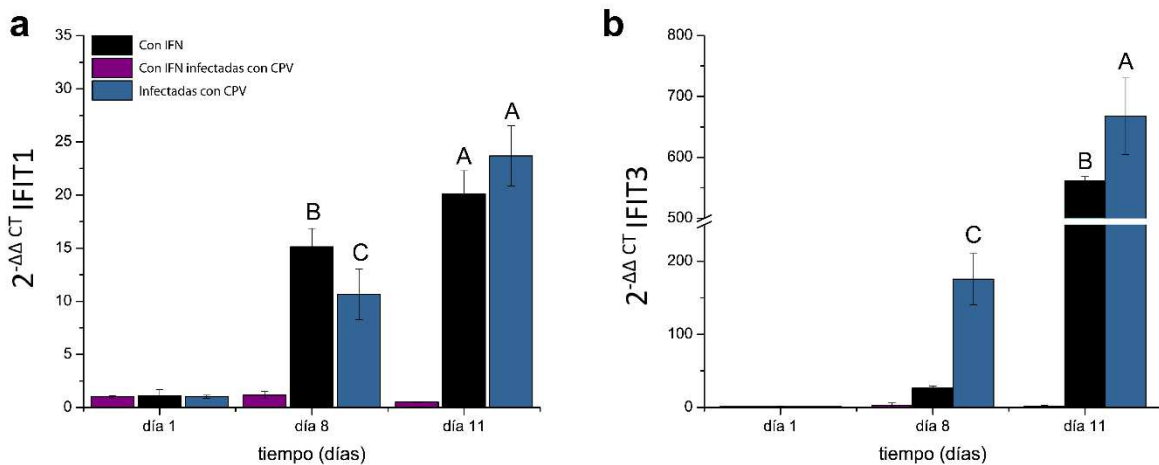 a
35
30
25
20
15
10
5
0
2-ΔΔ CT IFIT1
Con IFN
Con IFN infectadas con CPV
Infectadas con CPV
B
C
A
A
día 1
día 8
día 11
tiempo (días)
b
800
700
600
500
200
100
0
2-ΔΔ CT IFIT3
C
B
A
día 1
día 8
día 11
tiempo (días)